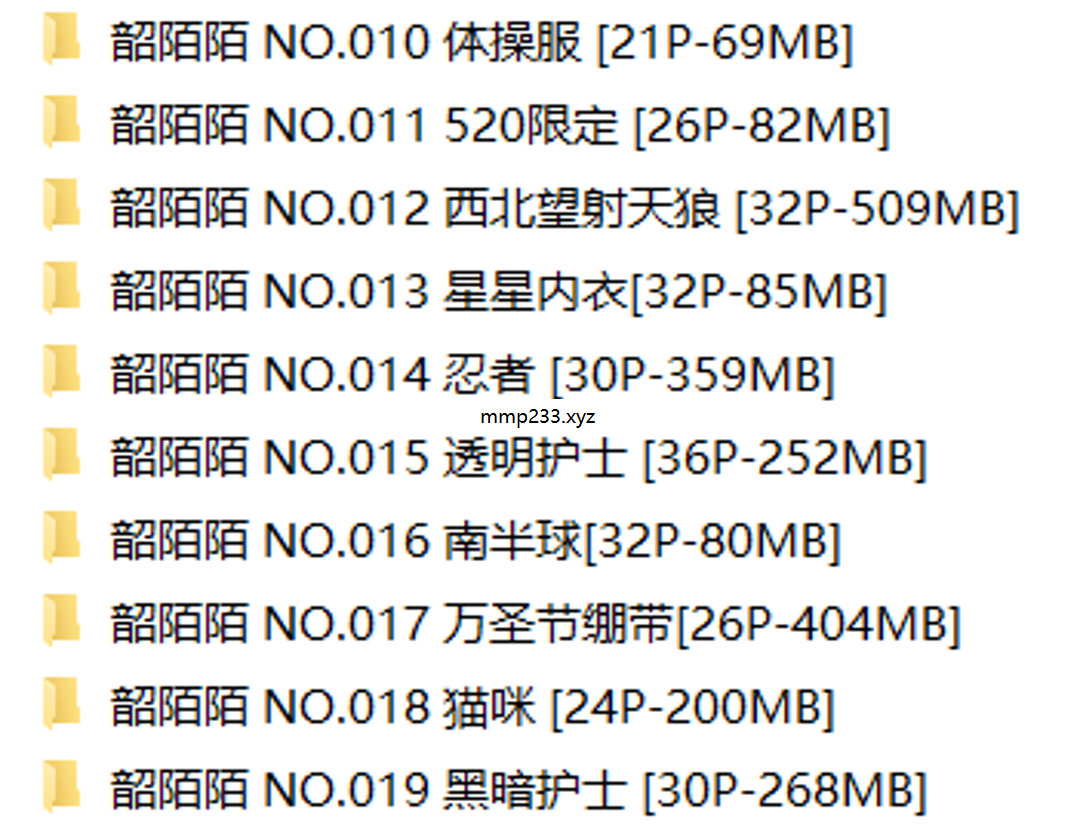 韶陌陌 NO.010 体操服 [21P-69MB]
韶陌陌 NO.011 520限定 [26P-82MB]
韶陌陌 NO.012 西北望射天狼 [32P-509MB]
韶陌陌 NO.013 星星内衣[32P-85MB]
韶陌陌 NO.014 忍者 [30P-359MB]
mmp233.xyz
韶陌陌 NO.015 透明护士 [36P-252MB]
韶陌陌 NO.016 南半球[32P-80MB]
韶陌陌 NO.017 万圣节绷带[26P-404MB]
韶陌陌 NO.018 猫咪 [24P-200MB]
韶陌陌 NO.019 黑暗护士 [30P-268MB]